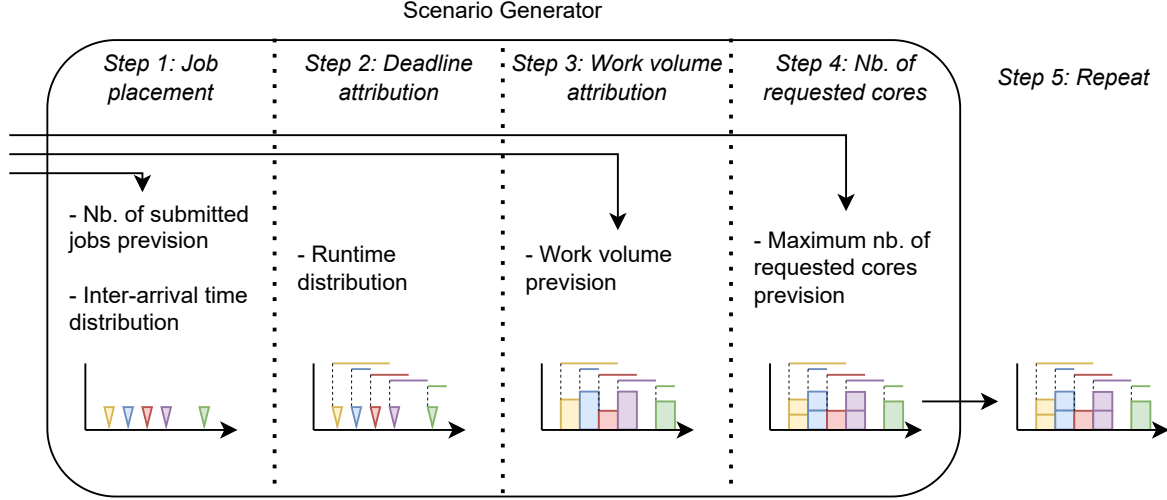 Scenario Generator
Step 1: Job
placement
Step 2: Deadline
attribution
Step 3: Work volume
attribution
Step 4: Nb. of
requested cores
Step 5: Repeat
- Nb. of submitted
jobs prevision
- Inter-arrival time
distribution
- Runtime
distribution
- Work volume
prevision
- Maximum nb. of
requested cores
prevision